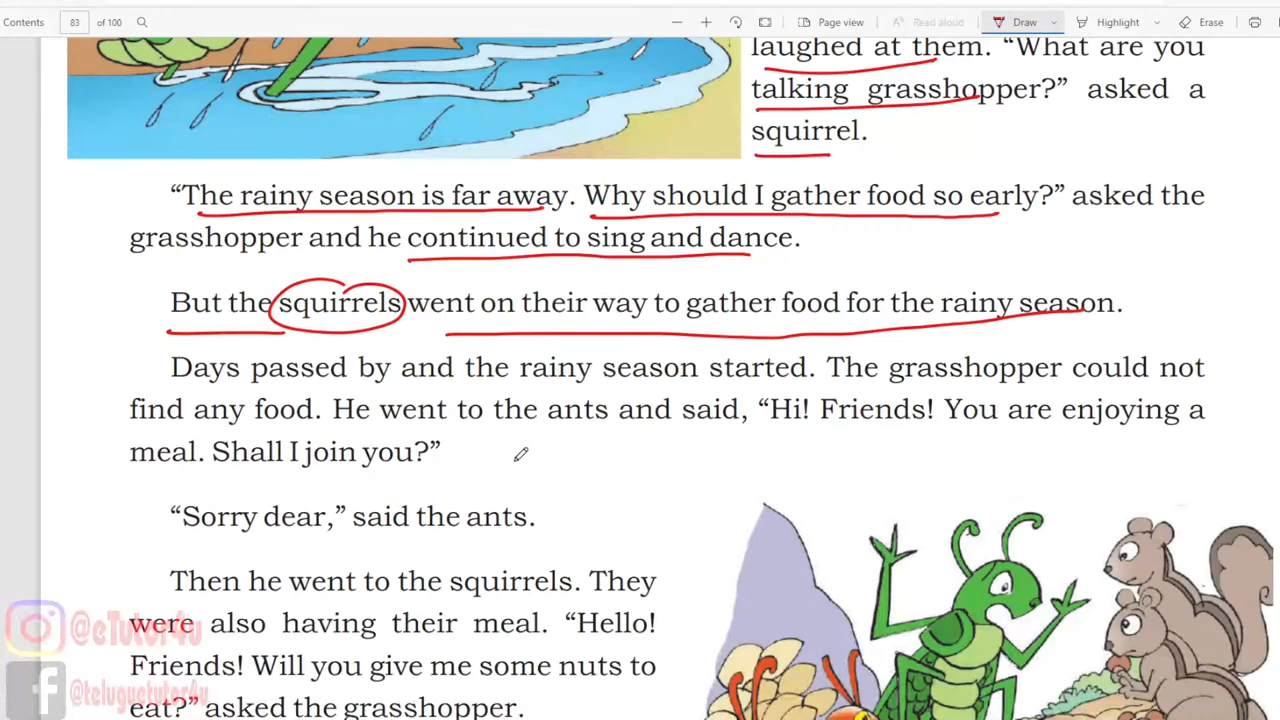 Contents 83 of 100 Page view Read aloud Draw Highlight Erase
laughed at them. “What are you
talking grasshopper?” asked a
squirrel.
“The rainy season is far away. Why should I gather food so early?” asked the
grasshopper and he continued to sing and dance.
But the squirrels went on their way to gather food for the rainy season.
Days passed by and the rainy season started. The grasshopper could not
find any food. He went to the ants and said, “Hi! Friends! You are enjoying a
meal. Shall I join you?”
“Sorry dear,” said the ants.
Then he went to the squirrels. They
were also having their meal. “Hello!
Friends! Will you give me some nuts to
eat?” asked the grasshopper.
@eTutor4u
@teluguetutor4u